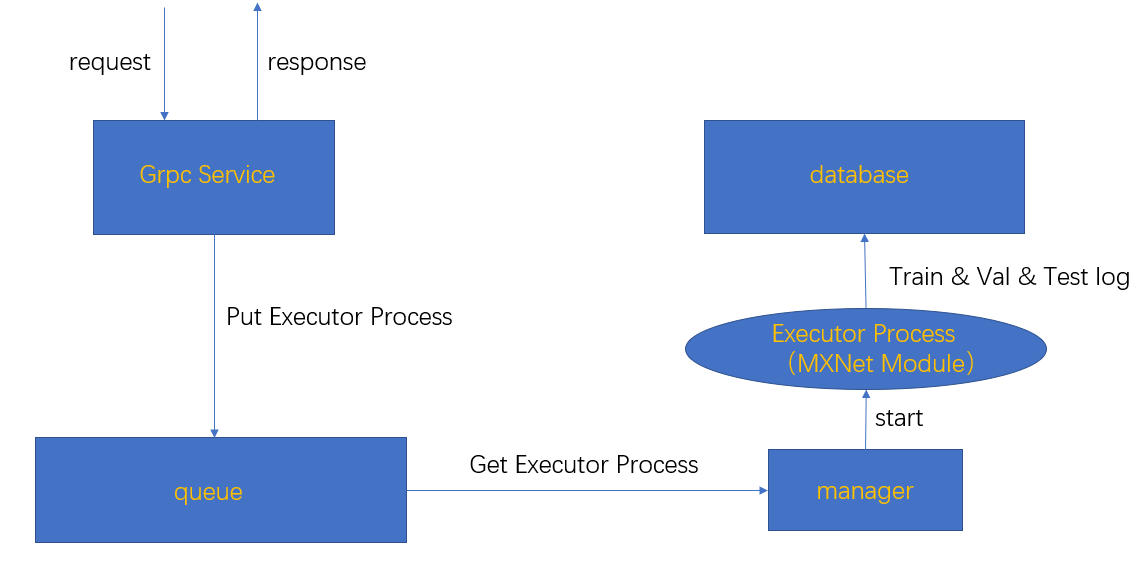 request
response
Grpc Service
database
Train & Val & Test log
Put Executor Process
Executor Process
（MXNet Module）
start
Get Executor Process
queue
manager